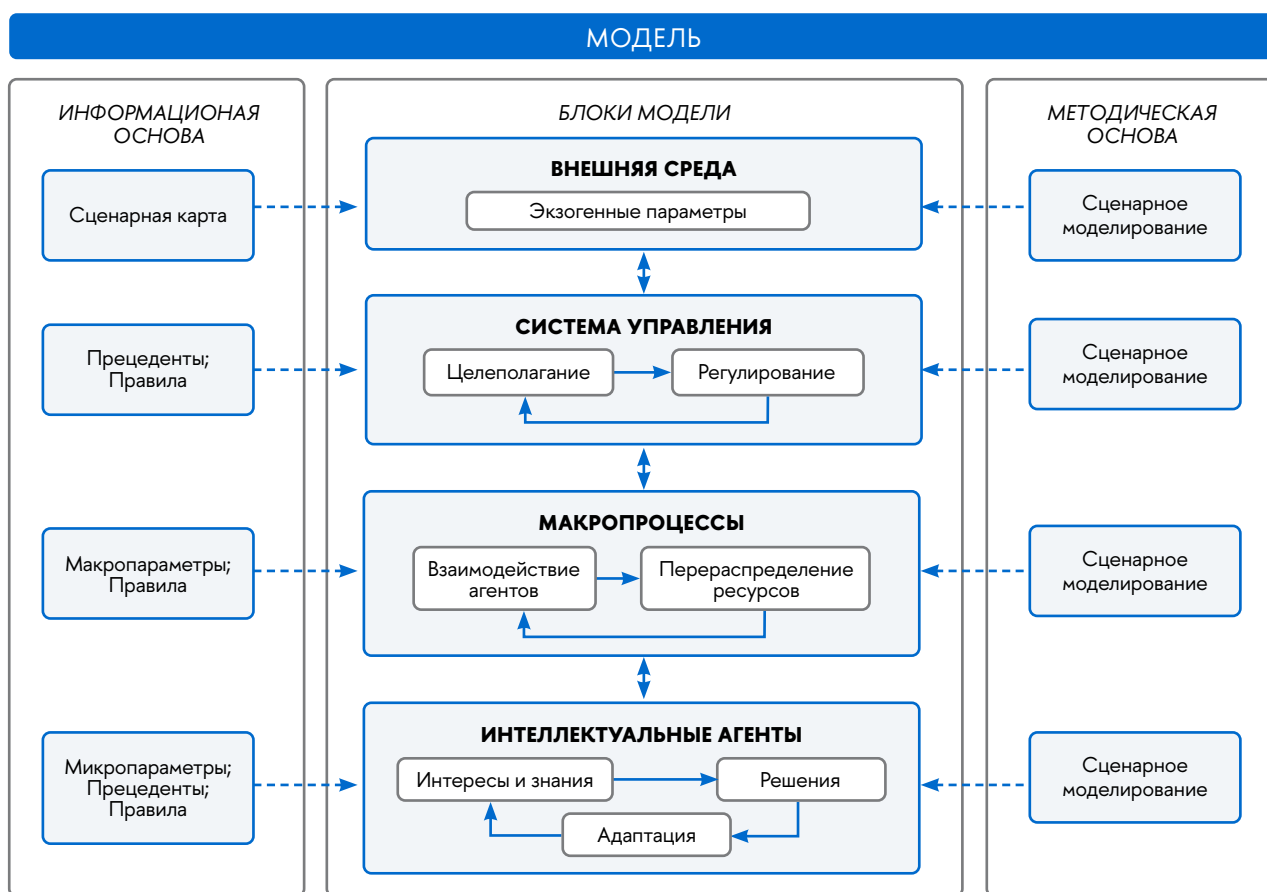 МОДЕЛЬ
ИНФОРМАЦИОНАЯ
ОСНОВА
Сценарная карта
Прецеденты;
Правила
Макропараметры;
Правила
Микропараметры;
Прецеденты;
Правила
БЛОКИ МОДЕЛИ
ВНЕШНЯЯ СРЕДА
Экзогенные параметры
СИСТЕМА УПРАВЛЕНИЯ
Целеполагание
Регулирование
МАКРОПРОЦЕССЫ
Взаимодействие
агентов
Перераспределение
ресурсов
ИНТЕЛЛЕКТУАЛЬНЫЕ АГЕНТЫ
Интересы и знания
Решения
Адаптация
МЕТОДИЧЕСКАЯ
ОСНОВА
Сценарное
моделирование
Сценарное
моделирование
Сценарное
моделирование
Сценарное
моделирование